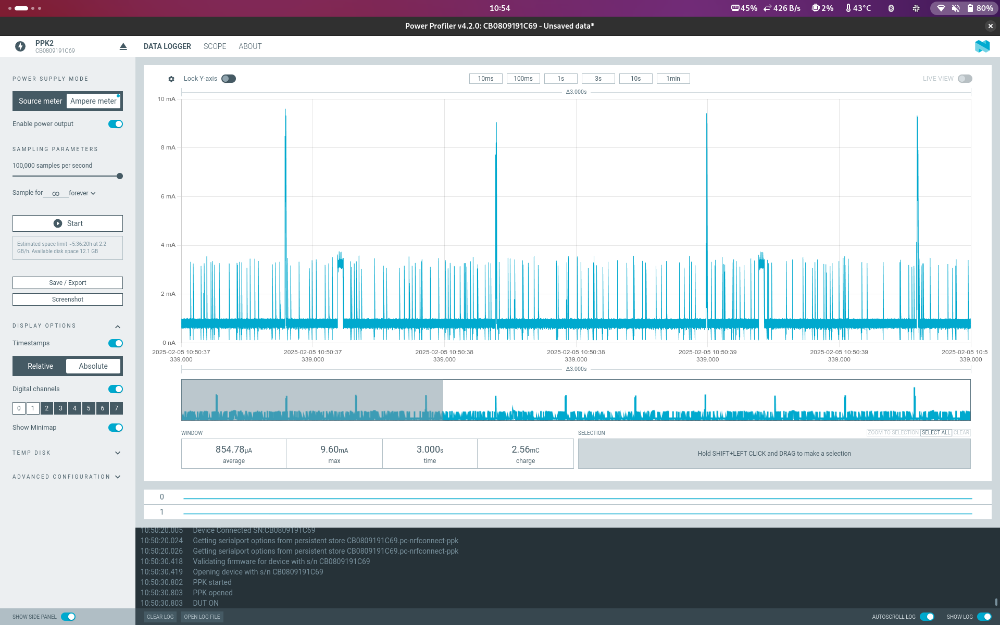 10:54
45%
426 B/s
2%
43°C
80%
Power Profiler v4.2.0: CB0809191C69 - Unsaved data*
PPK2
CB0809191C69
DATA LOGGER
SCOPE
ABOUT
POWER SUPPLY MODE
Source meter
Ampere meter
Enable power output
SAMPLING PARAMETERS
100,000 samples per second
Sample for ∞ forever
Start
Estimated space limit ~5:36:20h at 2.2
GB/h. Available disk space 12.1 GB
Save / Export
Screenshot
DISPLAY OPTIONS
Timestamps
Relative
Absolute
Digital channels
0 1 2 3 4 5 6 7
Show Minimap
TEMP DISK
ADVANCED CONFIGURATION
SHOW SIDE PANEL
Lock Y-axis
10ms
100ms
1s
3s
10s
1min
LIVE VIEW
Δ3.000s
10 mA
8 mA
6 mA
4 mA
2 mA
0 nA
2025-02-05 10:50:37
339.000
2025-02-05 10:50:37
339.000
2025-02-05 10:50:38
339.000
2025-02-05 10:50:38
339.000
2025-02-05 10:50:39
339.000
2025-02-05 10:50:39
339.000
2025-02-05 10:5
339.000
Δ3.000s
WINDOW
854.78µA
average
9.60mA
max
3.000s
time
2.56mC
charge
SELECTION
ZOOM TO SELECTION
SELECT ALL
CLEAR
Hold SHIFT+LEFT CLICK and DRAG to make a selection
0
1
10:50:20.005 Device Connected SN:CB0809191C69
10:50:20.024 Getting serialport options from persistent store CB0809191C69.pc-nrfconnect-ppk
10:50:20.026 Getting serialport options from persistent store CB0809191C69.pc-nrfconnect-ppk
10:50:30.418 Validating firmware for device with s/n CB0809191C69
10:50:30.419 Opening device with s/n CB0809191C69
10:50:30.802 PPK started
10:50:30.803 PPK opened
10:50:30.803 DUT ON
CLEAR LOG
OPEN LOG FILE
AUTOSCROLL LOG
SHOW LOG